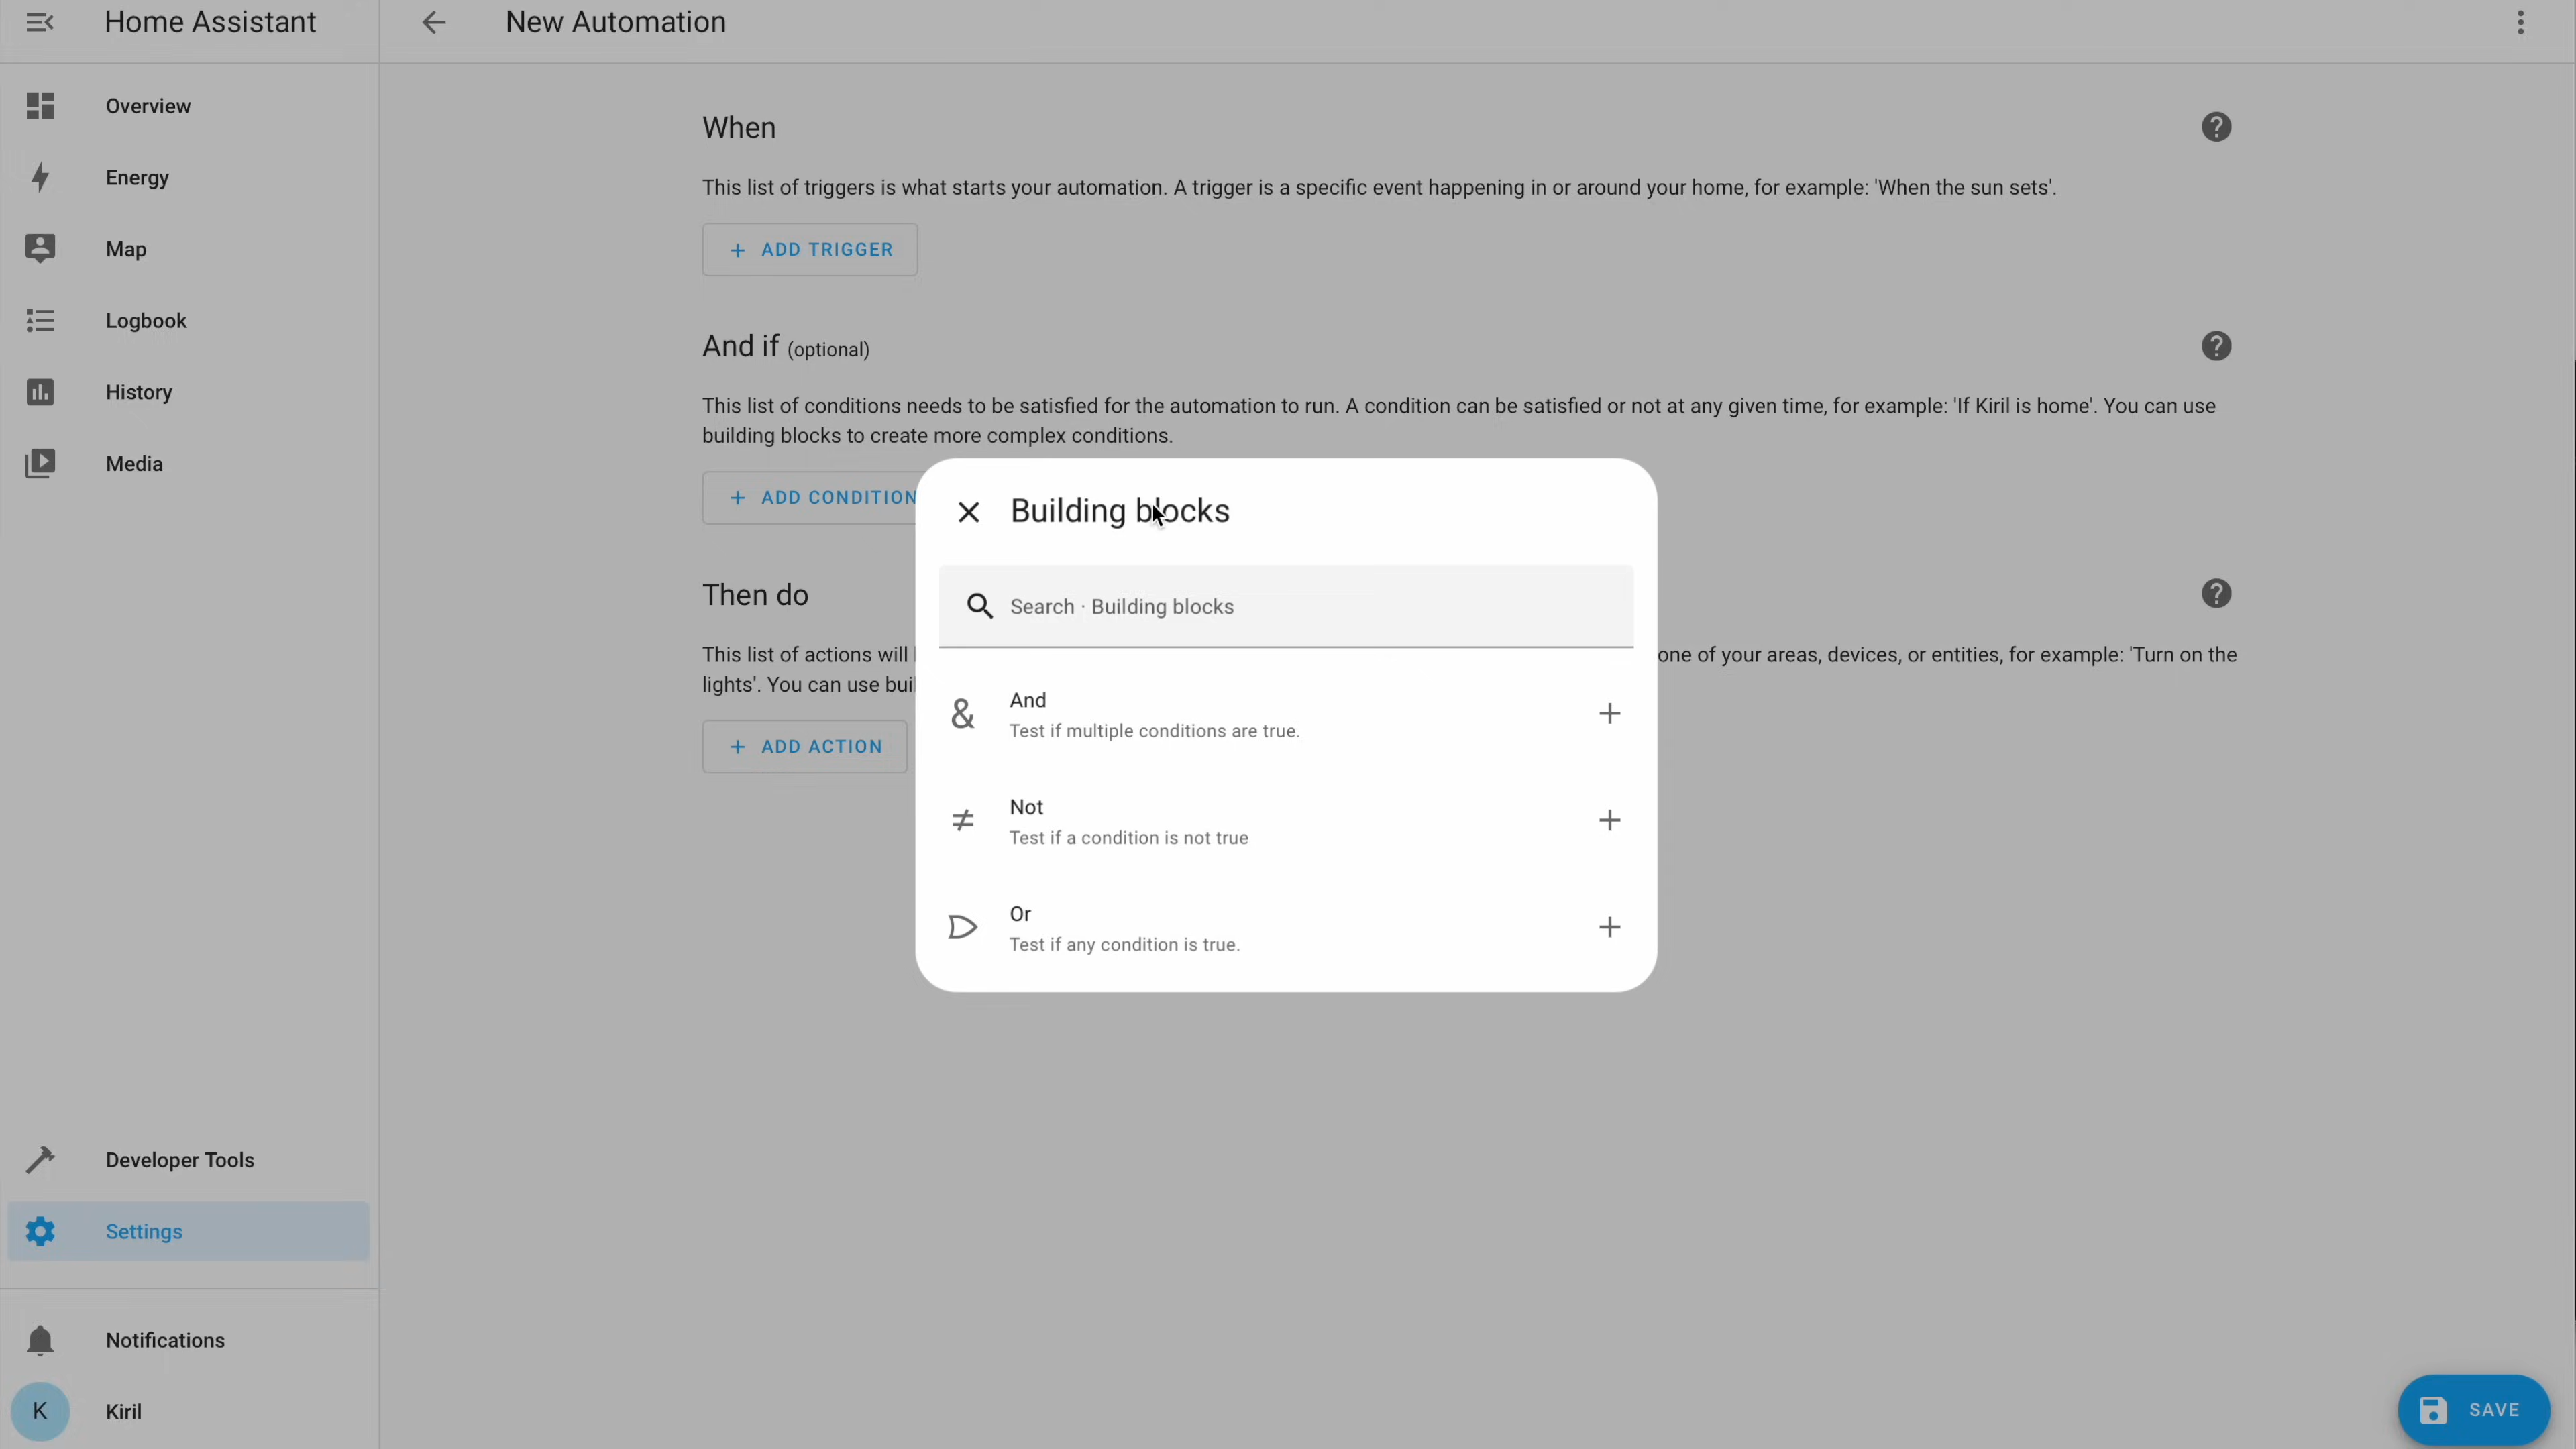 Home Assistant
New Automation
Overview
Energy
Map
Logbook
History
Media
Developer Tools
Settings
Notifications
K
Kiril
When
This list of triggers is what starts your automation. A trigger is a specific event happening in or around your home, for example: 'When the sun sets'.
+ ADD TRIGGER
And if (optional)
This list of conditions needs to be satisfied for the automation to run. A condition can be satisfied or not at any given time, for example: 'If Kiril is home'. You can use
building blocks to create more complex conditions.
+ ADD CONDITION
Then do
This list of actions will
one of your areas, devices, or entities, for example: 'Turn on the
lights'. You can use
+ ADD ACTION
Building blocks
Search · Building blocks
& And
Test if multiple conditions are true.
≠ Not
Test if a condition is not true
Or
Test if any condition is true.
SAVE